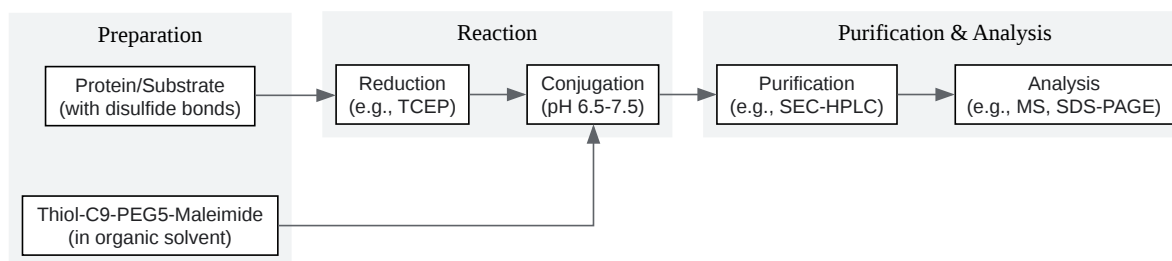 Preparation
Protein/Substrate
(with disulfide bonds)
Thiol-C9-PEG5-Maleimide
(in organic solvent)
Reaction
Reduction
(e.g., TCEP)
Conjugation
(pH 6.5-7.5)
Purification & Analysis
Purification
(e.g., SEC-HPLC)
Analysis
(e.g., MS, SDS-PAGE)